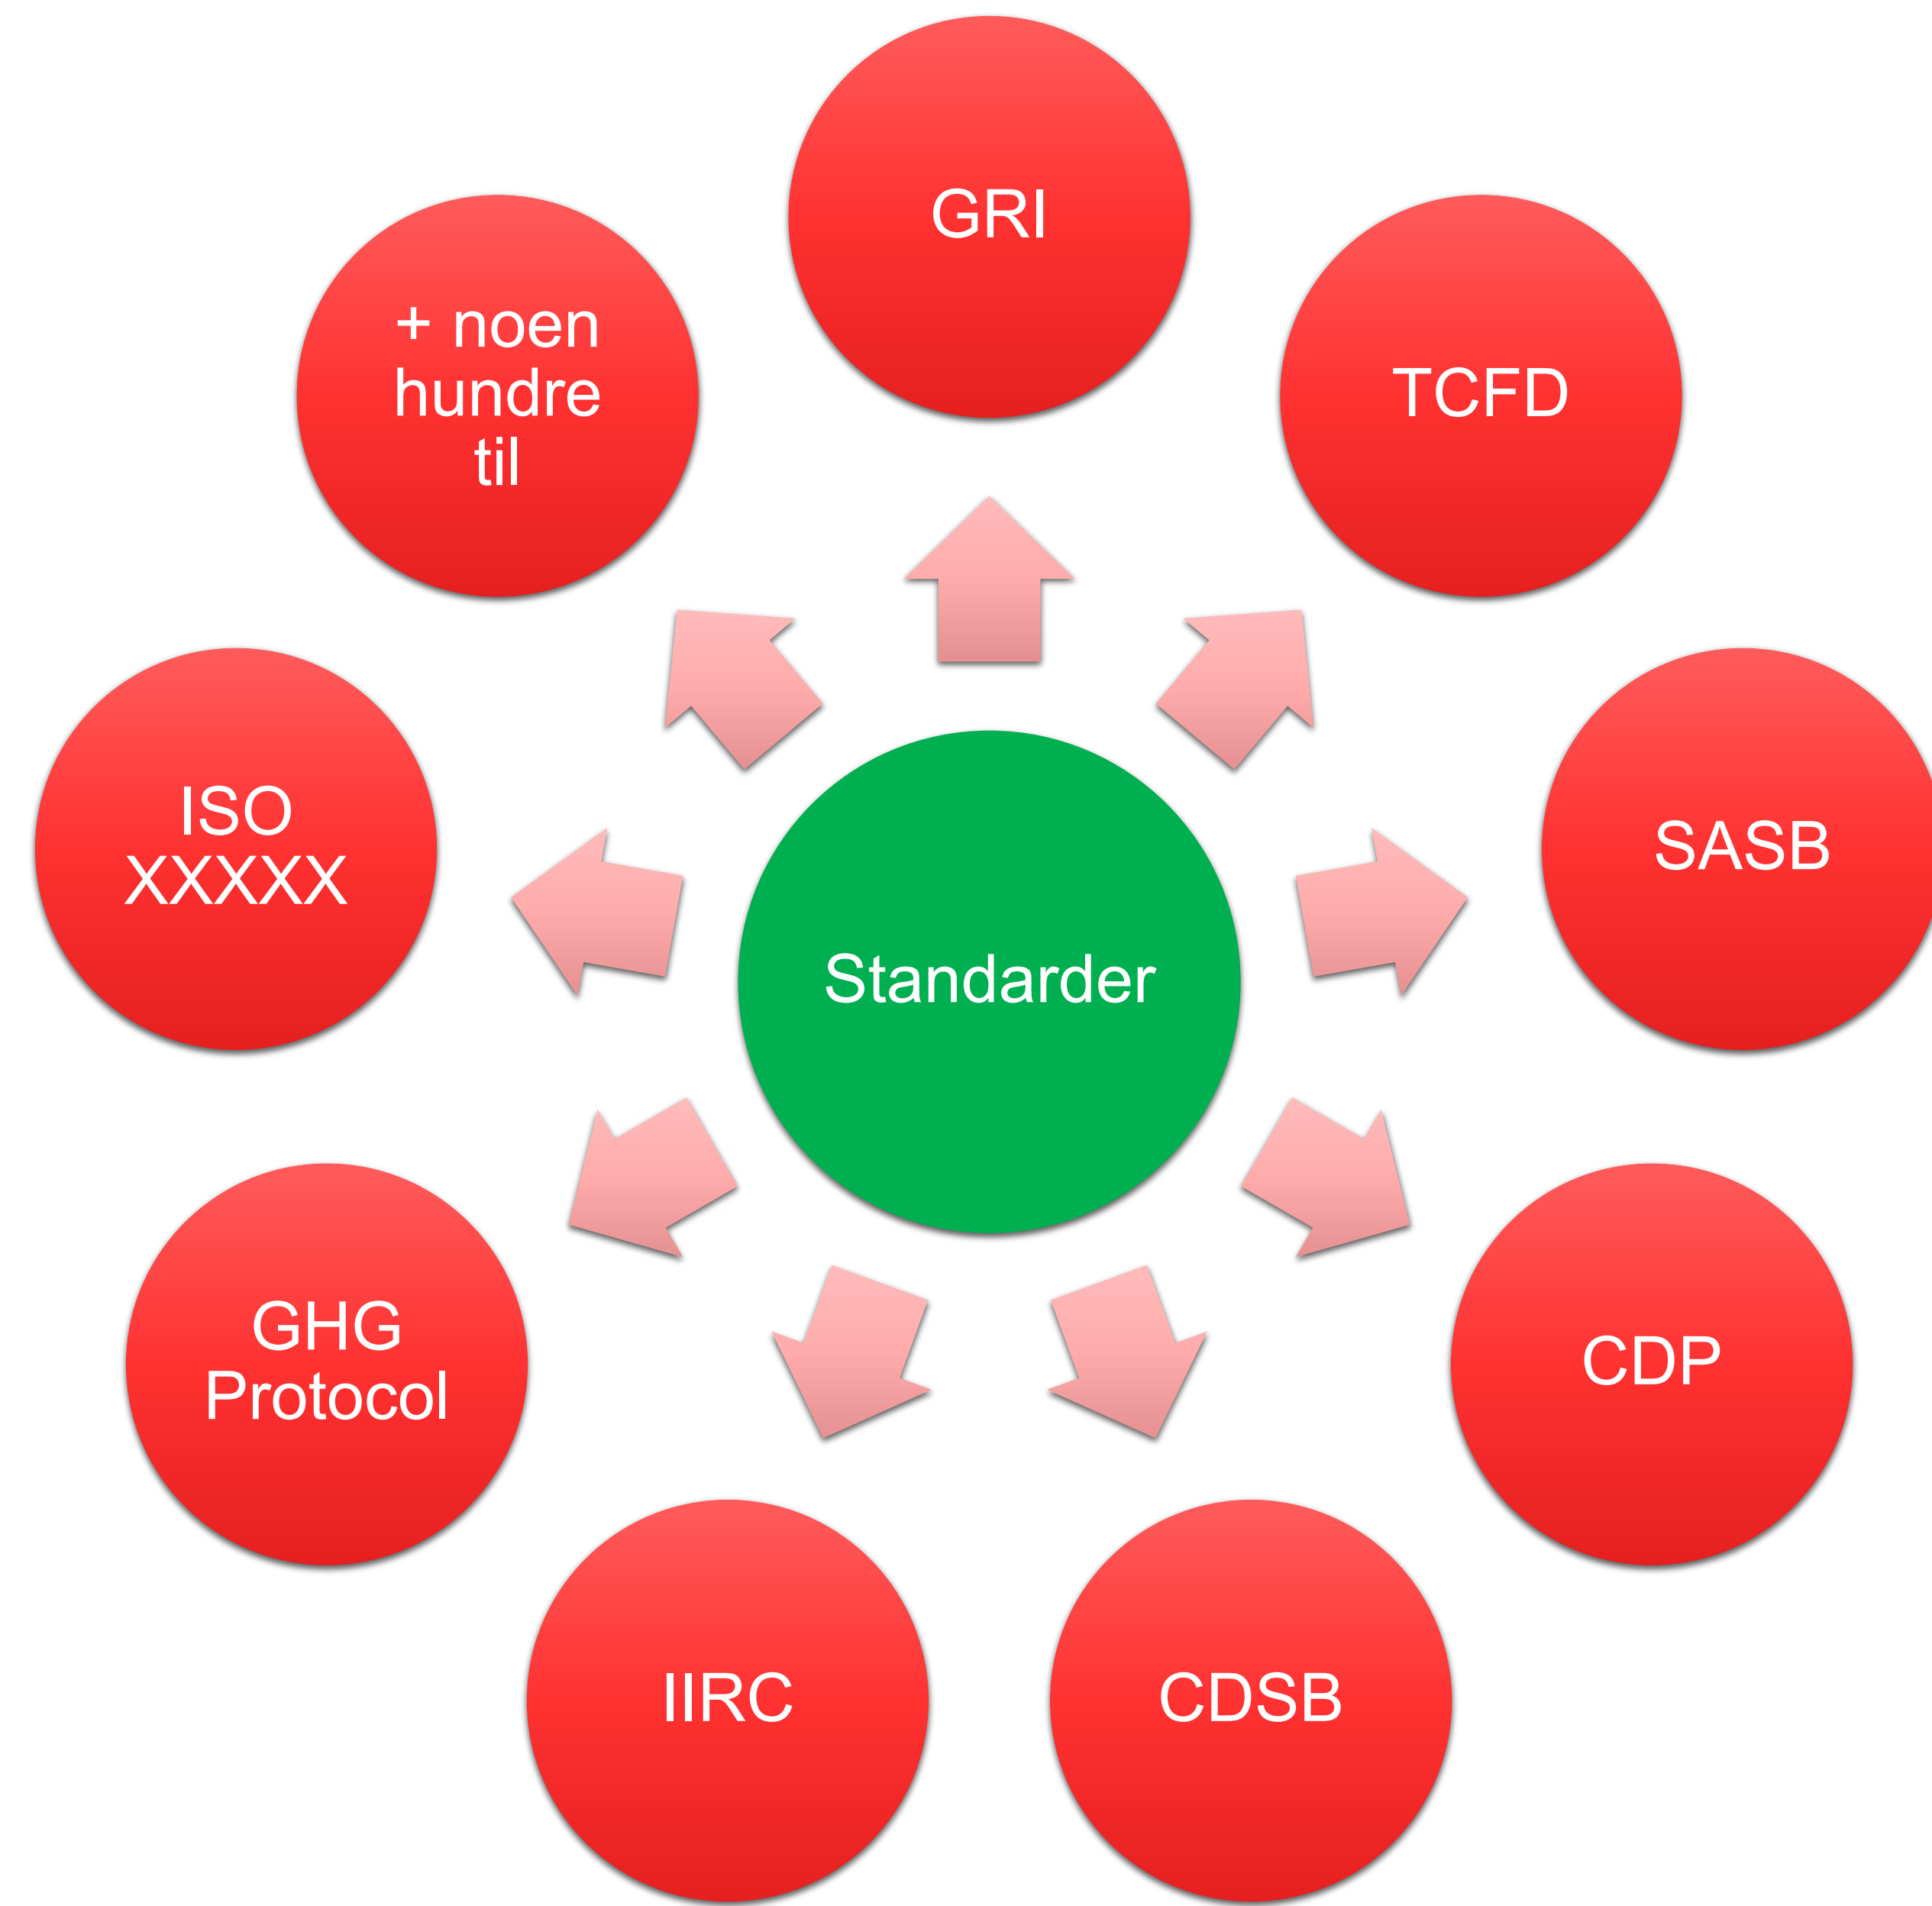 GRI
TCFD
SASB
CDP
CDSB
IIRC
GHG
Protocol
ISO
XXXXX
+ noen
hundre
til
Standarder